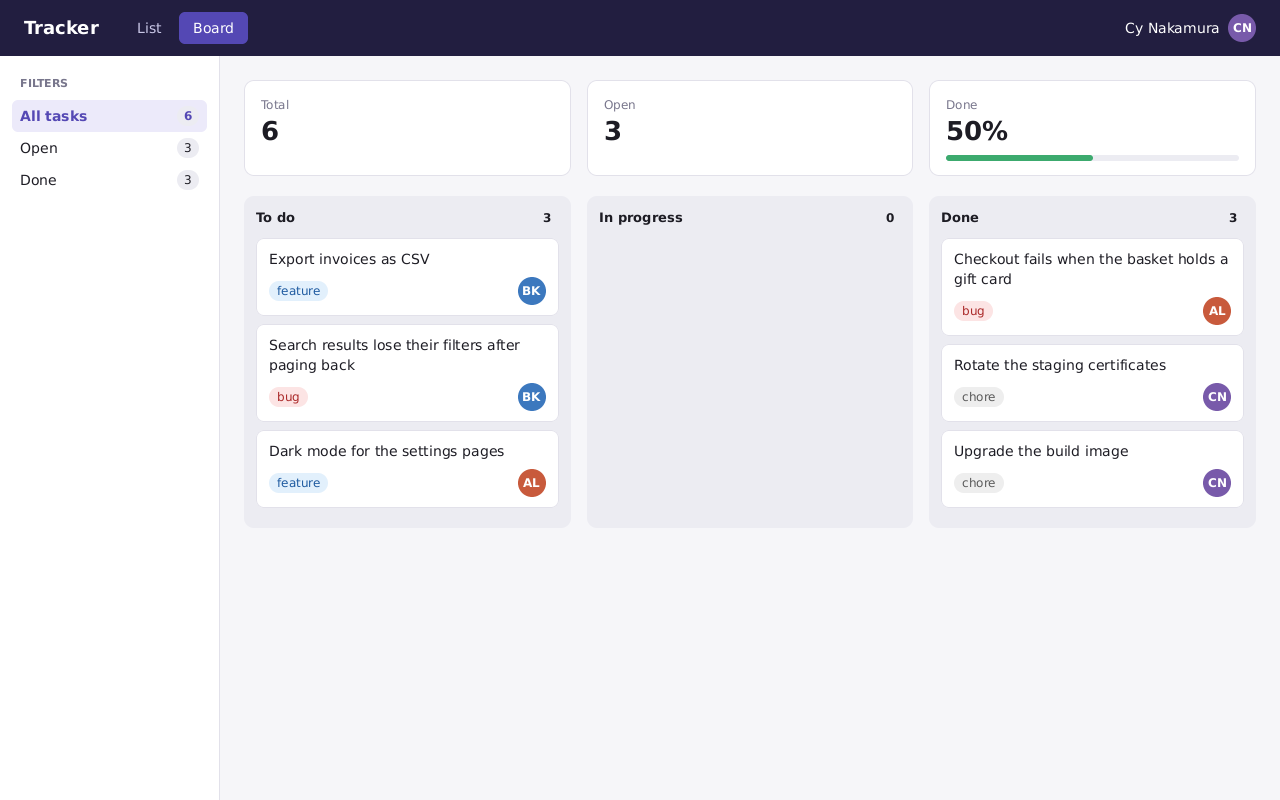 Tracker
List
Board
Cy Nakamura
CN
FILTERS
All tasks 6
Open 3
Done 3
Total
6
Open
3
Done
50%
To do 3
Export invoices as CSV
feature
BK
Search results lose their filters after
paging back
bug
BK
Dark mode for the settings pages
feature
AL
In progress 0
Done 3
Checkout fails when the basket holds a
gift card
bug
AL
Rotate the staging certificates
chore
CN
Upgrade the build image
chore
CN